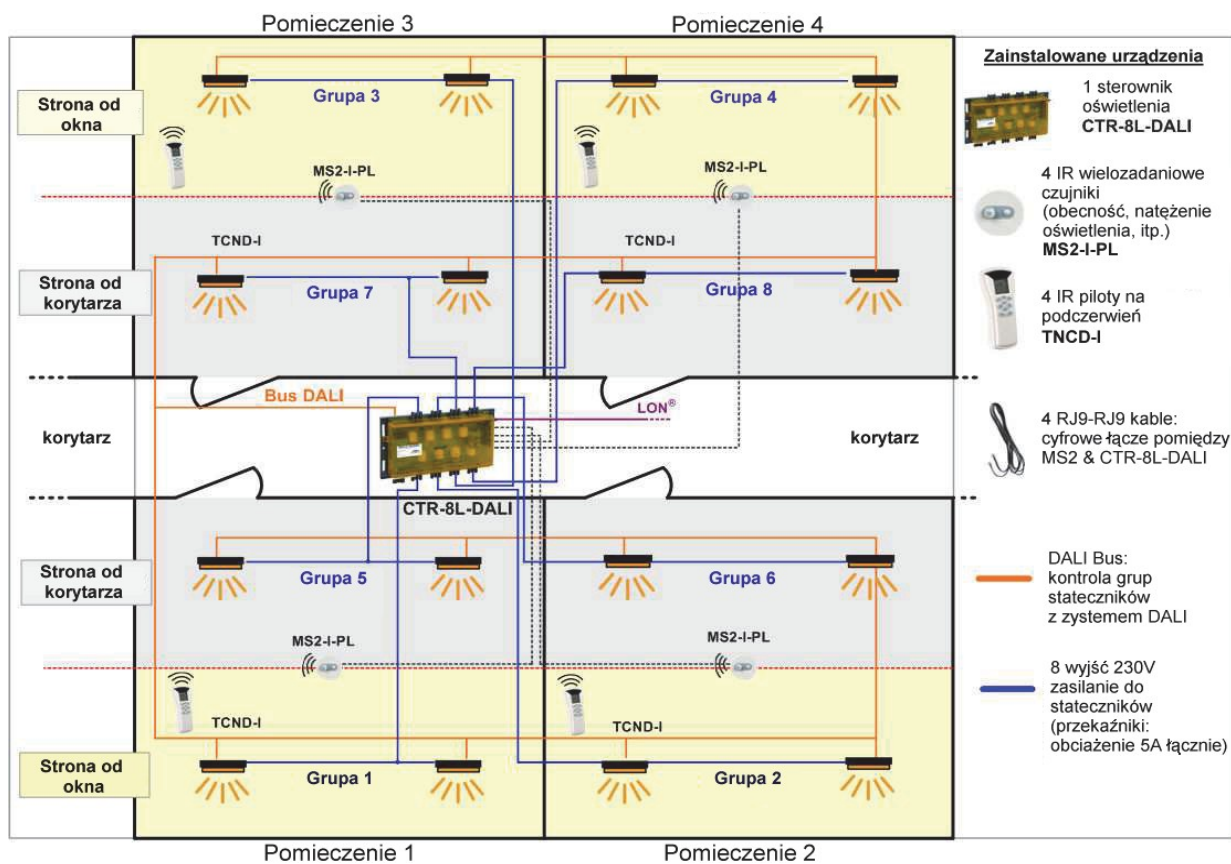 Pomieczenie 3
Pomieczenie 4
Strona od
okna
Grupa 3
Grupa 4
MS2-I-PL
MS2-I-PL
TCND-I
TCND-I
Strona od
korytarza
Grupa 7
Grupa 8
Bus DALI
LON®
korytarz
korytarz
CTR-8L-DALI
Strona od
korytarza
Grupa 5
Grupa 6
MS2-I-PL
MS2-I-PL
TCND-I
TCND-I
Strona od
okna
Grupa 1
Grupa 2
Pomieczenie 1
Pomieczenie 2
Zainstalowane urządzenia
1 sterownik
oświetlenia
CTR-8L-DALI
4 IR wielozadaniowe
czujniki
(obecność, natężenie
oświetlenia, itp.)
MS2-I-PL
4 IR piloty na
podczerwień
TNCD-I
4 RJ9-RJ9 kable:
cyfrowe łącze pomiędzy
MS2 & CTR-8L-DALI
DALI Bus:
kontrola grup
stateczników
z zystemem DALI
8 wyjść 230V
zasilanie do
stateczników
(przekaźniki:
obciażenie 5A łącznie)